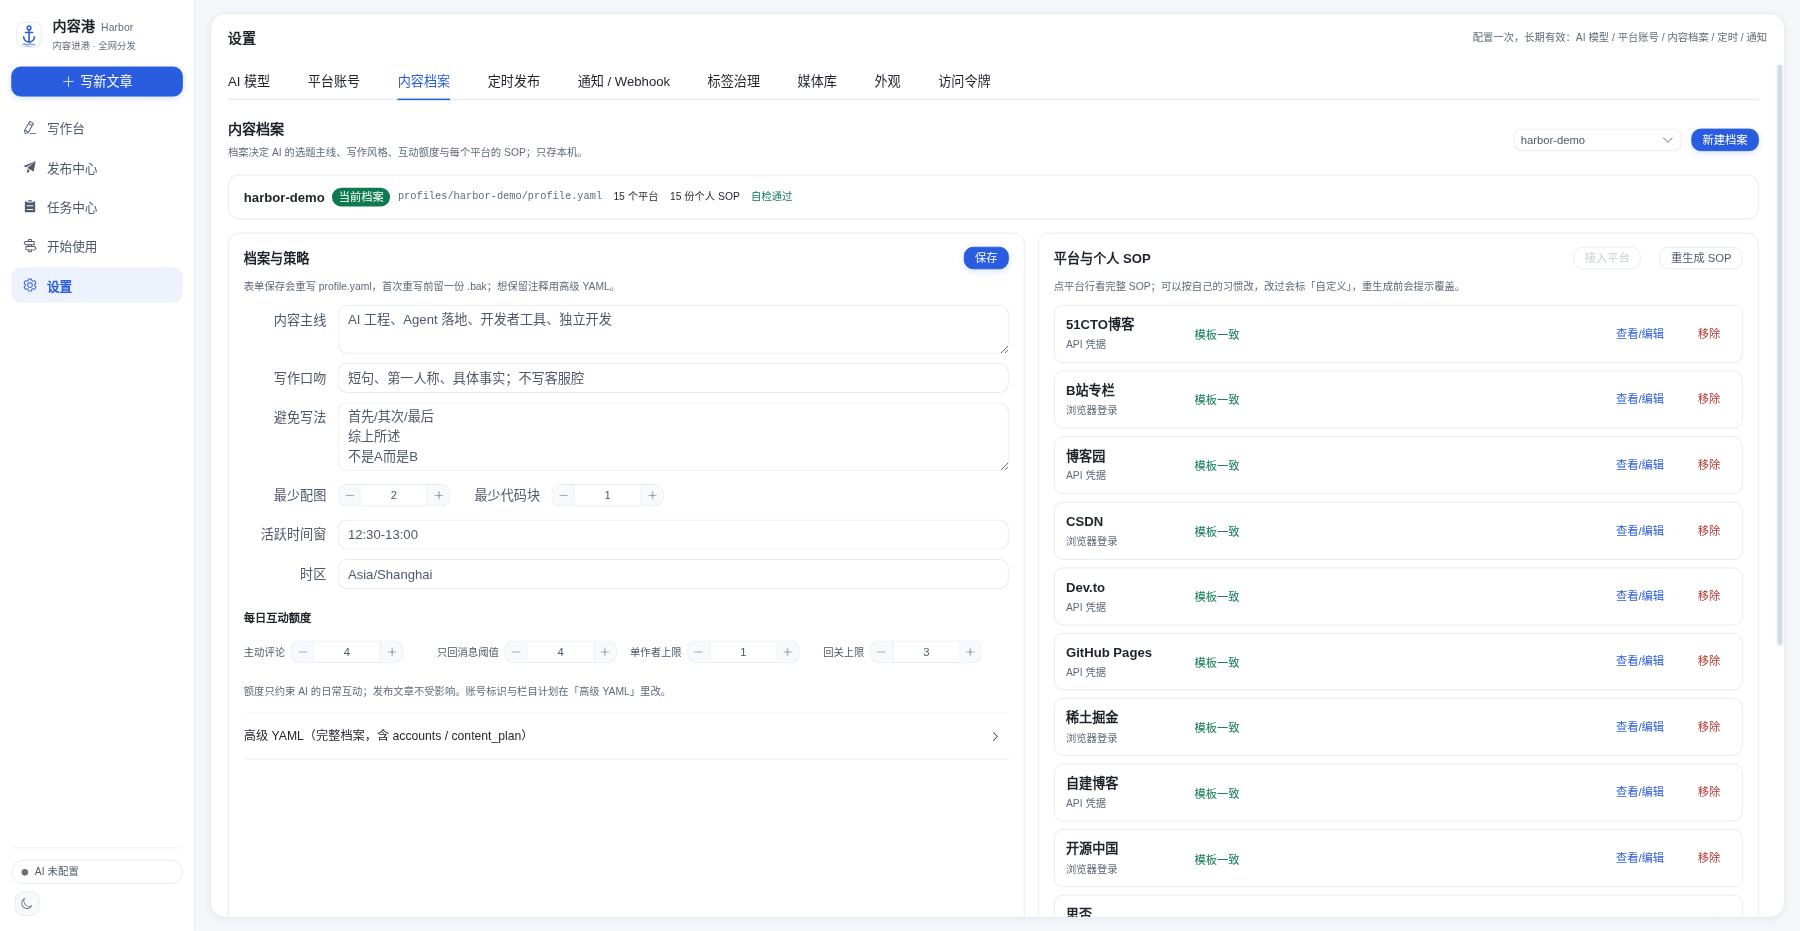 内容港 Harbor
内容进港 · 全网分发
写新文章
写作台
发布中心
任务中心
开始使用
设置
AI 未配置
设置
配置一次，长期有效：AI 模型 / 平台账号 / 内容档案 / 定时 / 通知
AI 模型 平台账号 内容档案 定时发布 通知 / Webhook 标签治理 媒体库 外观 访问令牌
内容档案
档案决定 AI 的选题主线、写作风格、互动额度与每个平台的 SOP；只存本机。
harbor-demo 新建档案
harbor-demo 当前档案 profiles/harbor-demo/profile.yaml 15 个平台 15 份个人 SOP 自检通过
档案与策略 保存
表单保存会重写 profile.yaml，首次重写前留一份 .bak；想保留注释用高级 YAML。
内容主线 AI 工程、Agent 落地、开发者工具、独立开发
写作口吻 短句、第一人称、具体事实；不写客服腔
避免写法 首先/其次/最后
综上所述
不是A而是B
最少配图 2 最少代码块 1
活跃时间窗 12:30-13:00
时区 Asia/Shanghai
每日互动额度
主动评论 4 只回消息阈值 4 单作者上限 1 回关上限 3
额度只约束 AI 的日常互动；发布文章不受影响。账号标识与栏目计划在「高级 YAML」里改。
高级 YAML（完整档案，含 accounts / content_plan）
平台与个人 SOP 接入平台 重生成 SOP
点平台行看完整 SOP；可以按自己的习惯改，改过会标「自定义」，重生成前会提示覆盖。
51CTO博客
API 凭据
模板一致 查看/编辑 移除
B站专栏
浏览器登录
模板一致 查看/编辑 移除
博客园
API 凭据
模板一致 查看/编辑 移除
CSDN
浏览器登录
模板一致 查看/编辑 移除
Dev.to
API 凭据
模板一致 查看/编辑 移除
GitHub Pages
API 凭据
模板一致 查看/编辑 移除
稀土掘金
浏览器登录
模板一致 查看/编辑 移除
自建博客
API 凭据
模板一致 查看/编辑 移除
开源中国
浏览器登录
模板一致 查看/编辑 移除
思否